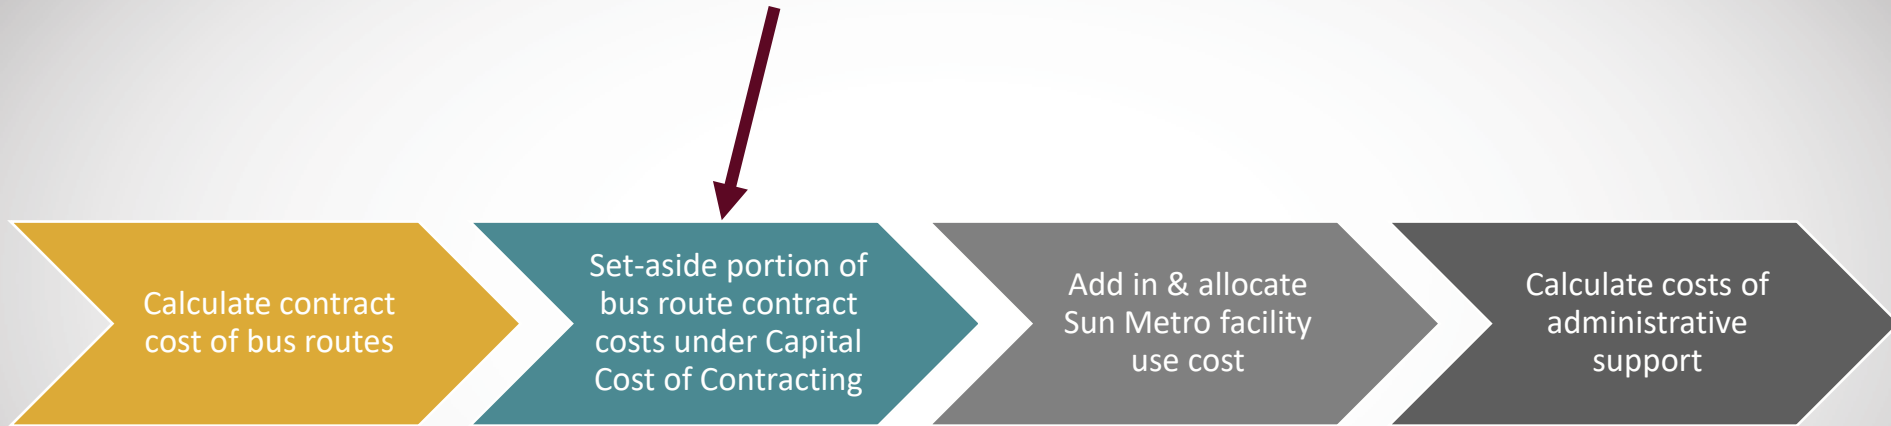 Calculate contract
cost of bus routes
Set-aside portion of
bus route contract
costs under Capital
Cost of Contracting
Add in & allocate
Sun Metro facility
use cost
Calculate costs of
administrative
support